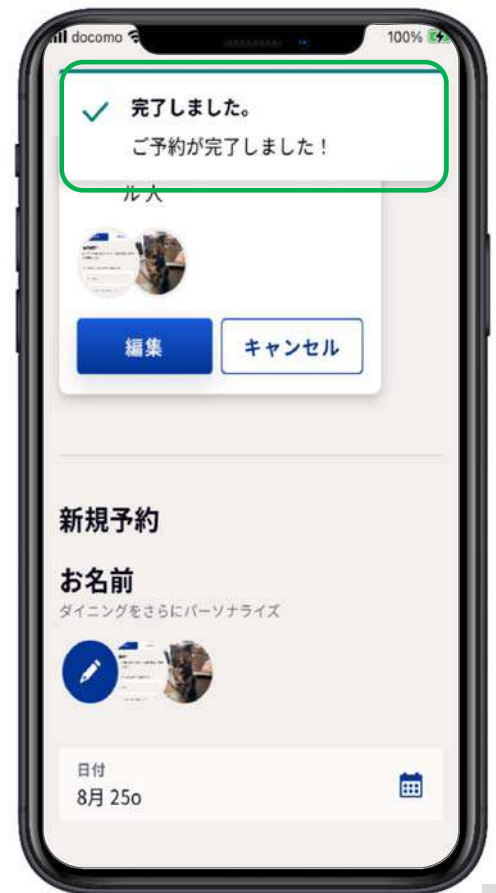 docomo
100%
完了しました。
ご予約が完了しました！
ル 人
編集
キャンセル
新規予約
お名前
ダイニングをさらにパーソナライズ
日付
8月 25o